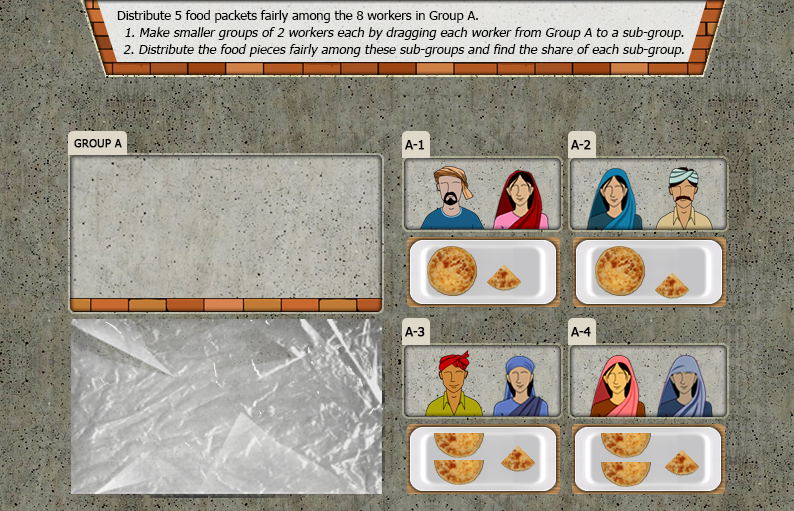 Distribute 5 food packets fairly among the 8 workers in Group A.
1. Make smaller groups of 2 workers each by dragging each worker from Group A to a sub-group.
2. Distribute the food pieces fairly among these sub-groups and find the share of each sub-group.
GROUP A
A-1
A-2
A-3
A-4